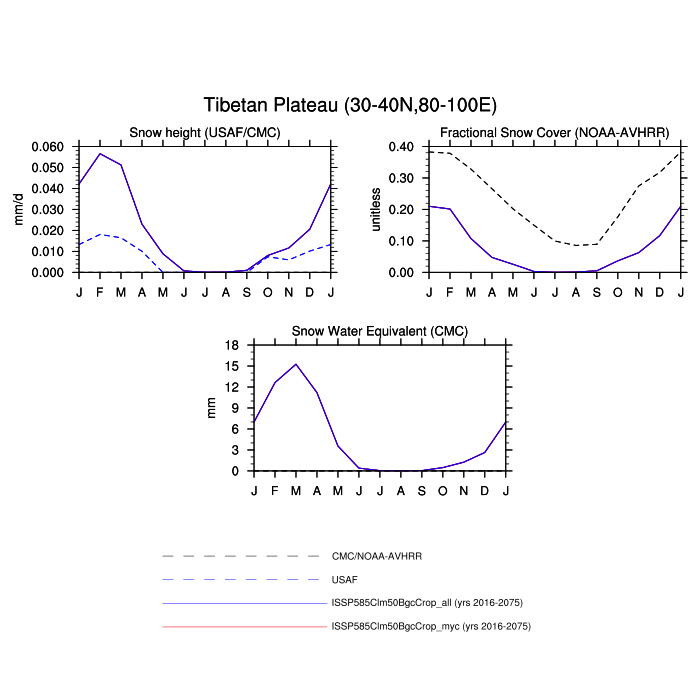 Tibetan Plateau (30-40N,80-100E)
Snow height (USAF/CMC)
mm/d
0.060
0.050
0.040
0.030
0.020
0.010
0.000
J F M A M J J A S O N D J
Fractional Snow Cover (NOAA-AVHRR)
unitless
0.40
0.30
0.20
0.10
0.00
J F M A M J J A S O N D J
Snow Water Equivalent (CMC)
mm
18
15
12
9
6
3
0
J F M A M J J A S O N D J
CMC/NOAA-AVHRR
USAF
ISSP585Clm50BgcCrop_all (yrs 2016-2075)
ISSP585Clm50BgcCrop_myc (yrs 2016-2075)